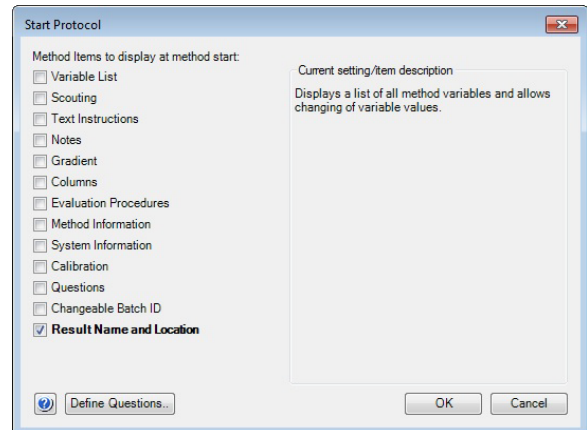 Start Protocol
Method Items to display at method start:
Variable List
Scouting
Text Instructions
Notes
Gradient
Columns
Evaluation Procedures
Method Information
System Information
Calibration
Questions
Changeable Batch ID
Result Name and Location
Current setting/item description
Displays a list of all method variables and allows
changing of variable values.
Define Questions..
OK
Cancel